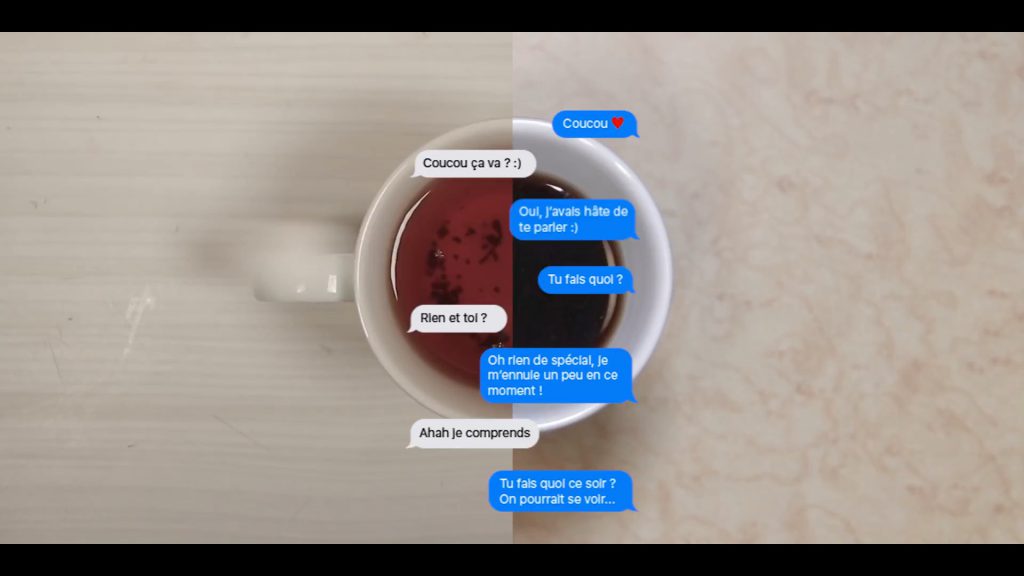 Coucou ♥
Coucou ça va ? :)
Oui, j'avais hâte de
te parler :)
Tu fais quoi ?
Rien et toi ?
Oh rien de spécial, je
m'ennuie un peu en ce
moment !
Ahah je comprends
Tu fais quoi ce soir ?
On pourrait se voir...